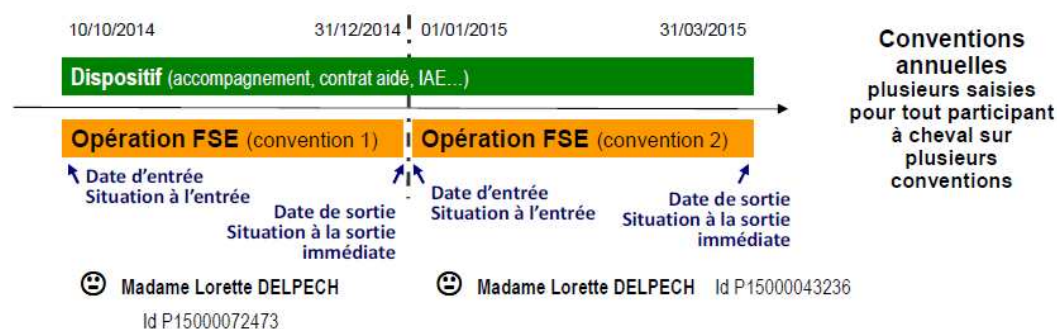 10/10/2014 31/12/2014 01/01/2015 31/03/2015
Dispositif (accompagnement, contrat aidé, IAE…)
Opération FSE (convention 1) Opération FSE (convention 2)
Date d'entrée
Situation à l'entrée
Date de sortie
Situation à la sortie
immédiate
Date d'entrée
Situation à l'entrée
Date de sortie
Situation à la sortie
immédiate
Madame Lorette DELPECH
Id P15000072473
Madame Lorette DELPECH Id P15000043236
Conventions
annuelles
plusieurs saisies
pour tout participant
à cheval sur
plusieurs
conventions